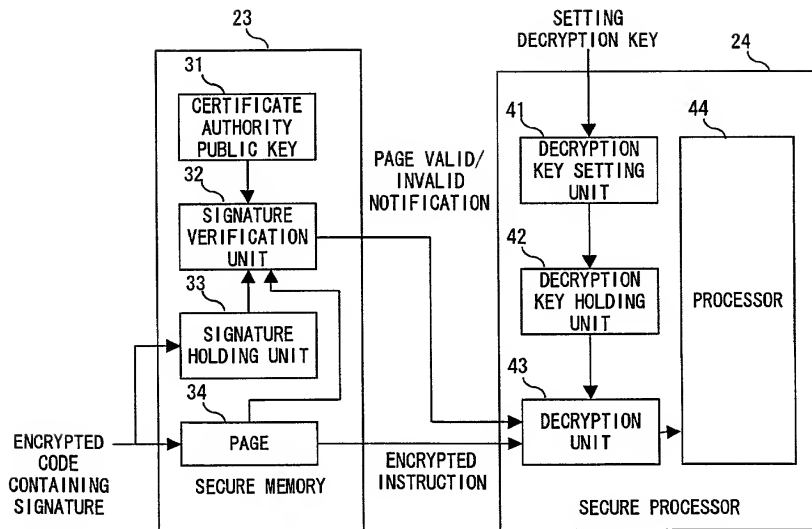 SETTING
DECRYPTION KEY
23
24
31
CERTIFICATE
AUTHORITY
PUBLIC KEY
32
SIGNATURE
VERIFICATION
UNIT
33
SIGNATURE
HOLDING UNIT
34
PAGE
SECURE MEMORY
ENCRYPTED
CODE
CONTAINING
SIGNATURE
PAGE VALID/
INVALID
NOTIFICATION
ENCRYPTED
INSTRUCTION
41
DECRYPTION
KEY SETTING
UNIT
42
DECRYPTION
KEY HOLDING
UNIT
43
DECRYPTION
UNIT
44
PROCESSOR
SECURE PROCESSOR